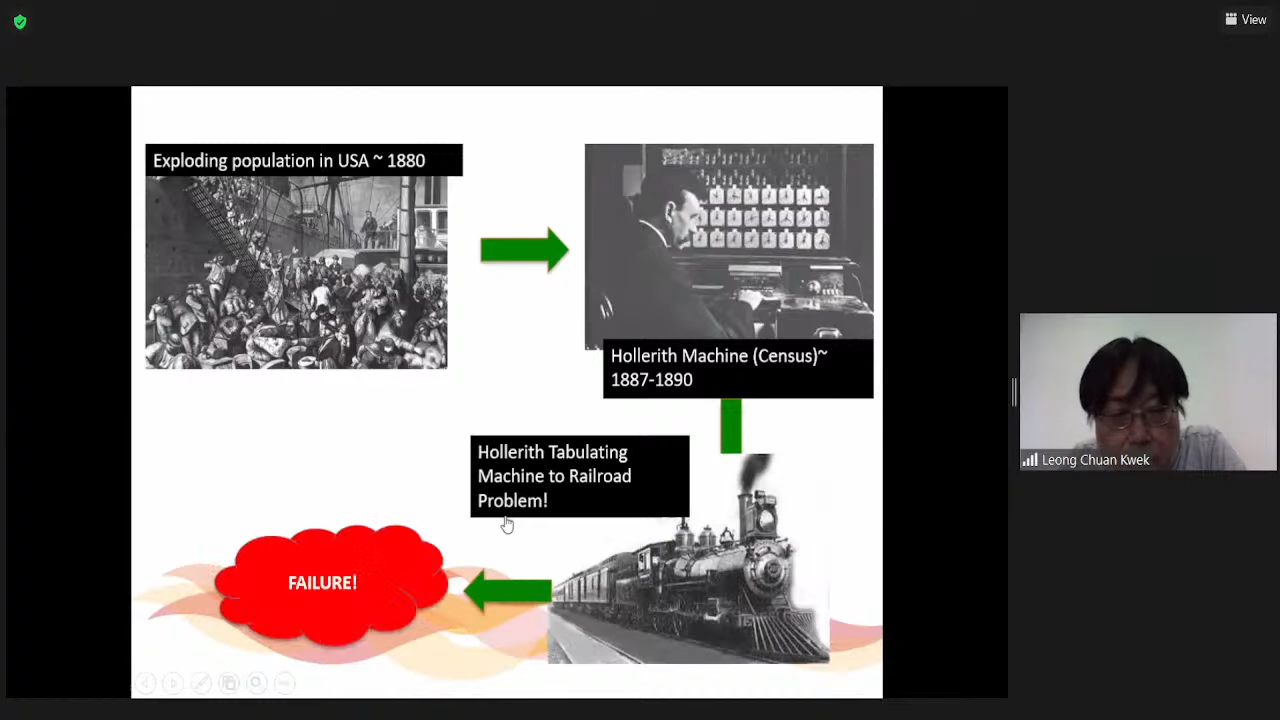 View
Exploding population in USA ~ 1880
Hollerith Machine (Census)~
1887-1890
Hollerith Tabulating
Machine to Railroad
Problem!
FAILURE!
Leong Chuan Kwek